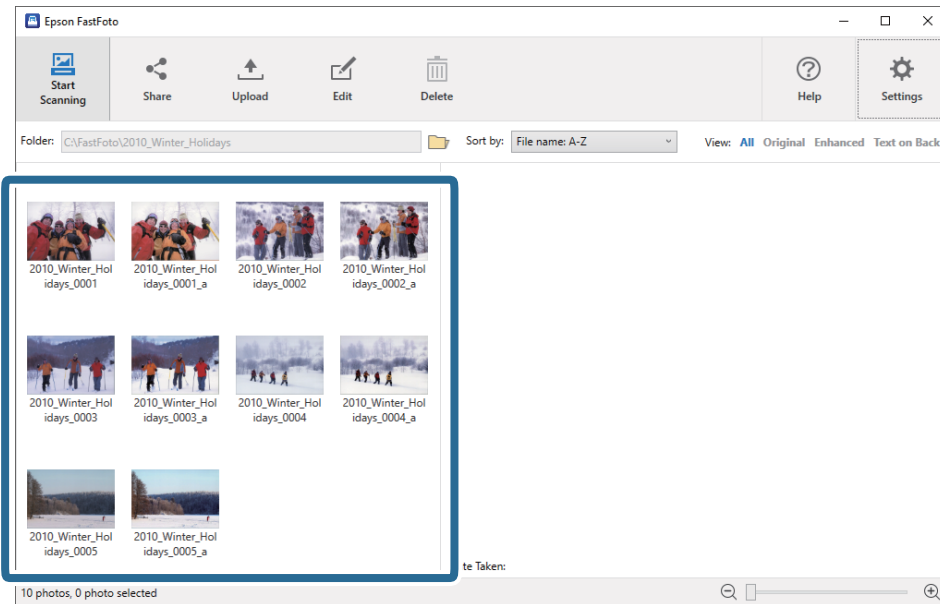 Epson FastFoto
Start
Scanning
Share
Upload
Edit
Delete
Help
Settings
Folder: C:\FastFoto\2010_Winter_Holidays
Sort by: File name: A-Z
View: All Original Enhanced Text on Back
2010_Winter_Hol
idays_0001
2010_Winter_Hol
idays_0001_a
2010_Winter_Hol
idays_0002
2010_Winter_Hol
idays_0002_a
2010_Winter_Hol
idays_0003
2010_Winter_Hol
idays_0003_a
2010_Winter_Hol
idays_0004
2010_Winter_Hol
idays_0004_a
2010_Winter_Hol
idays_0005
2010_Winter_Hol
idays_0005_a
te Taken:
10 photos, 0 photo selected